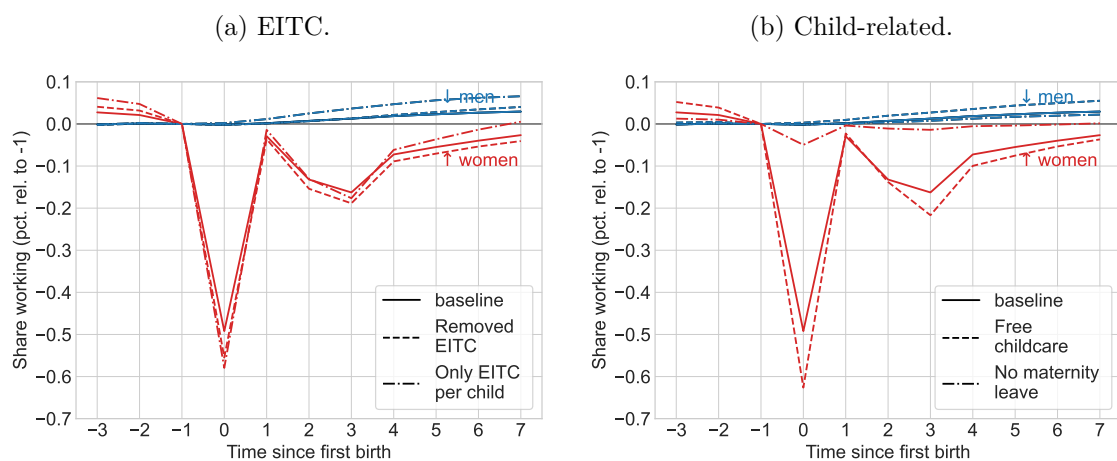 (a) EITC.
0.1
0.0
−0.1
−0.2
−0.3
−0.4
−0.5
−0.6
−0.7
Share working (pct. rel. to -1)
↓ men
↑ women
baseline
Removed
EITC
Only EITC
per child
−3 −2 −1 0 1 2 3 4 5 6 7
Time since first birth
(b) Child-related.
0.1
0.0
−0.1
−0.2
−0.3
−0.4
−0.5
−0.6
−0.7
Share working (pct. rel. to -1)
↓ men
↑ women
baseline
Free
childcare
No maternity
leave
−3 −2 −1 0 1 2 3 4 5 6 7
Time since first birth